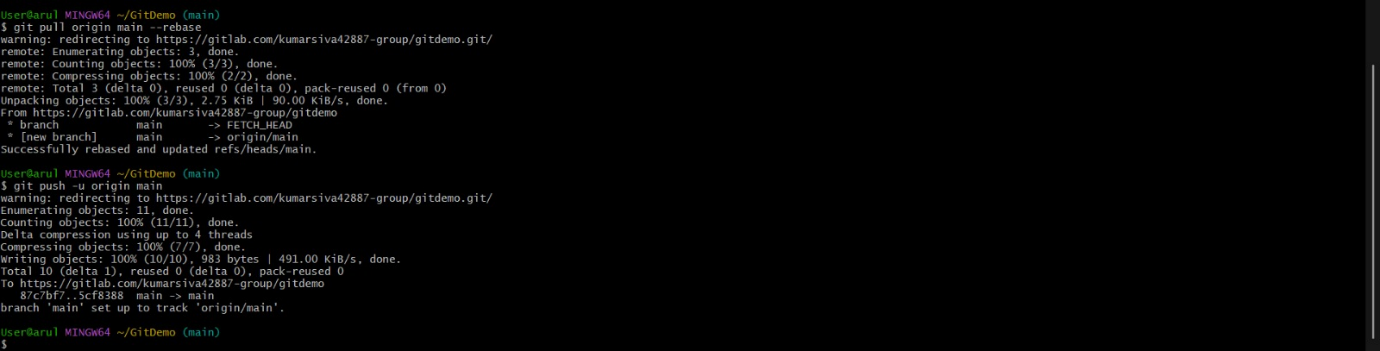 User@arul MINGW64 ~/GitDemo (main)
$ git pull origin main --rebase
warning: redirecting to https://gitlab.com/kumarsiva42887-group/gitdemo.git/
remote: Enumerating objects: 3, done.
remote: Counting objects: 100% (3/3), done.
remote: Compressing objects: 100% (2/2), done.
remote: Total 3 (delta 0), reused 0 (delta 0), pack-reused 0 (from 0)
Unpacking objects: 100% (3/3), 2.75 KiB | 90.00 KiB/s, done.
From https://gitlab.com/kumarsiva42887-group/gitdemo
 * branch            main       -> FETCH_HEAD
 * [new branch]      main       -> origin/main
Successfully rebased and updated refs/heads/main.
User@arul MINGW64 ~/GitDemo (main)
$ git push -u origin main
warning: redirecting to https://gitlab.com/kumarsiva42887-group/gitdemo.git/
Enumerating objects: 11, done.
Counting objects: 100% (11/11), done.
Delta compression using up to 4 threads
Compressing objects: 100% (7/7), done.
Writing objects: 100% (10/10), 983 bytes | 491.00 KiB/s, done.
Total 10 (delta 1), reused 0 (delta 0), pack-reused 0
To https://gitlab.com/kumarsiva42887-group/gitdemo
   87c7bf7..5cf8388  main -> main
branch 'main' set up to track 'origin/main'.
User@arul MINGW64 ~/GitDemo (main)
$